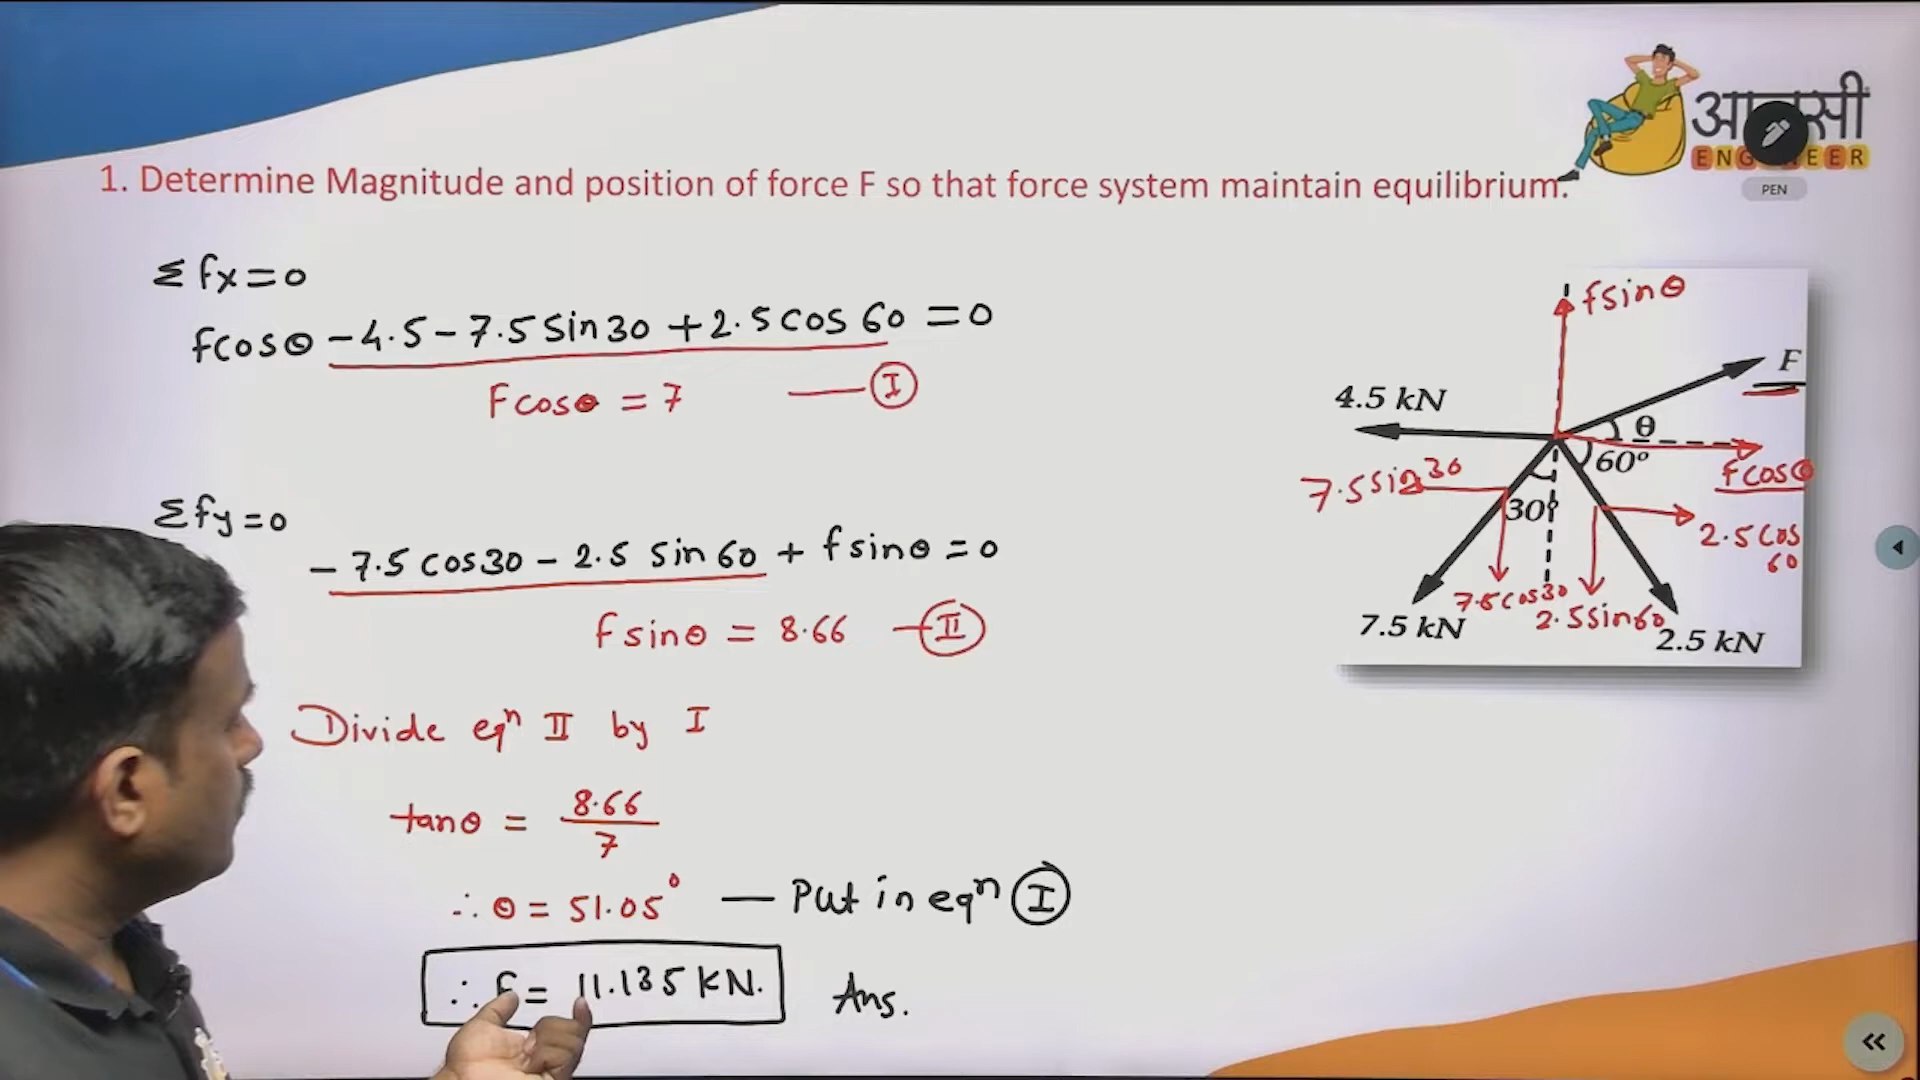 ENGINEER
PEN
1. Determine Magnitude and position of force F so that force system maintain equilibrium.
Σfx=0
fcosθ -4.5-7.5 sin30 +2.5 cos 60 =0
Fcosθ = 7 —— Ⓘ
Σfy=0
-7.5 cos30 - 2.5 sin 60 + fsinθ = 0
fsinθ = 8.66 — Ⅱ
Divide eqⁿ II by I
tanθ = 8.66/7
∴ θ = 51.05° — Put in eqⁿ Ⓘ
∴ f = 11.135 KN. Ans.
fsinθ
F
4.5 kN
θ
60°
fcosθ
7.5sin30
30°
2.5cos
60
7.5cos30
2.5sin60
7.5 kN
2.5 kN